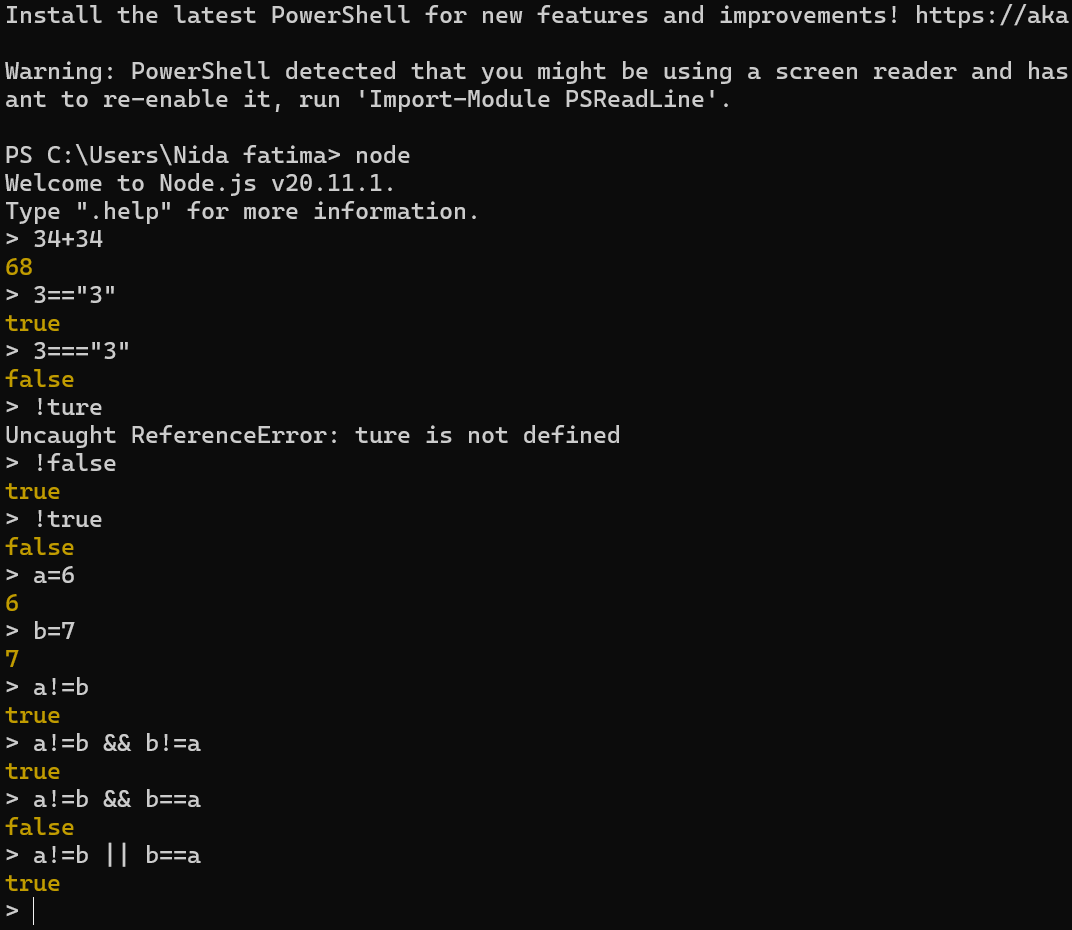 Install the latest PowerShell for new features and improvements! https://aka
Warning: PowerShell detected that you might be using a screen reader and has
ant to re-enable it, run 'Import-Module PSReadLine'.
PS C:\Users\Nida fatima> node
Welcome to Node.js v20.11.1.
Type ".help" for more information.
> 34+34
68
> 3=="3"
true
> 3==="3"
false
> !ture
Uncaught ReferenceError: ture is not defined
> !false
true
> !true
false
> a=6
6
> b=7
7
> a!=b
true
> a!=b && b!=a
true
> a!=b && b==a
false
> a!=b || b==a
true
>